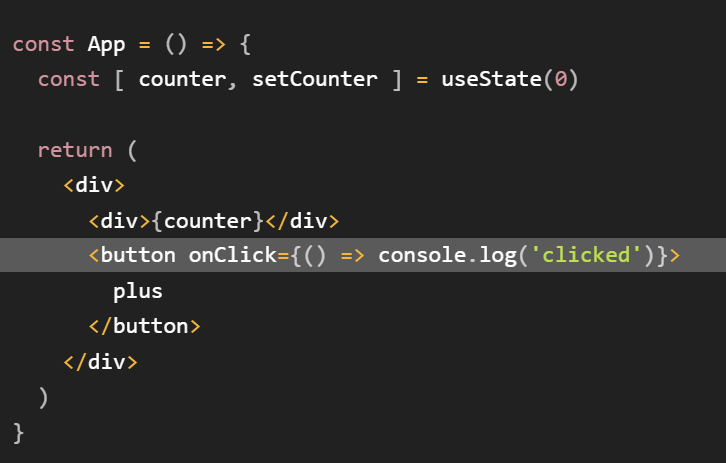 const App = () => {
  const [ counter, setCounter ] = useState(0)

  return (
    <div>
      <div>{counter}</div>
      <button onClick={() => console.log('clicked')}>
        plus
      </button>
    </div>
  )
}